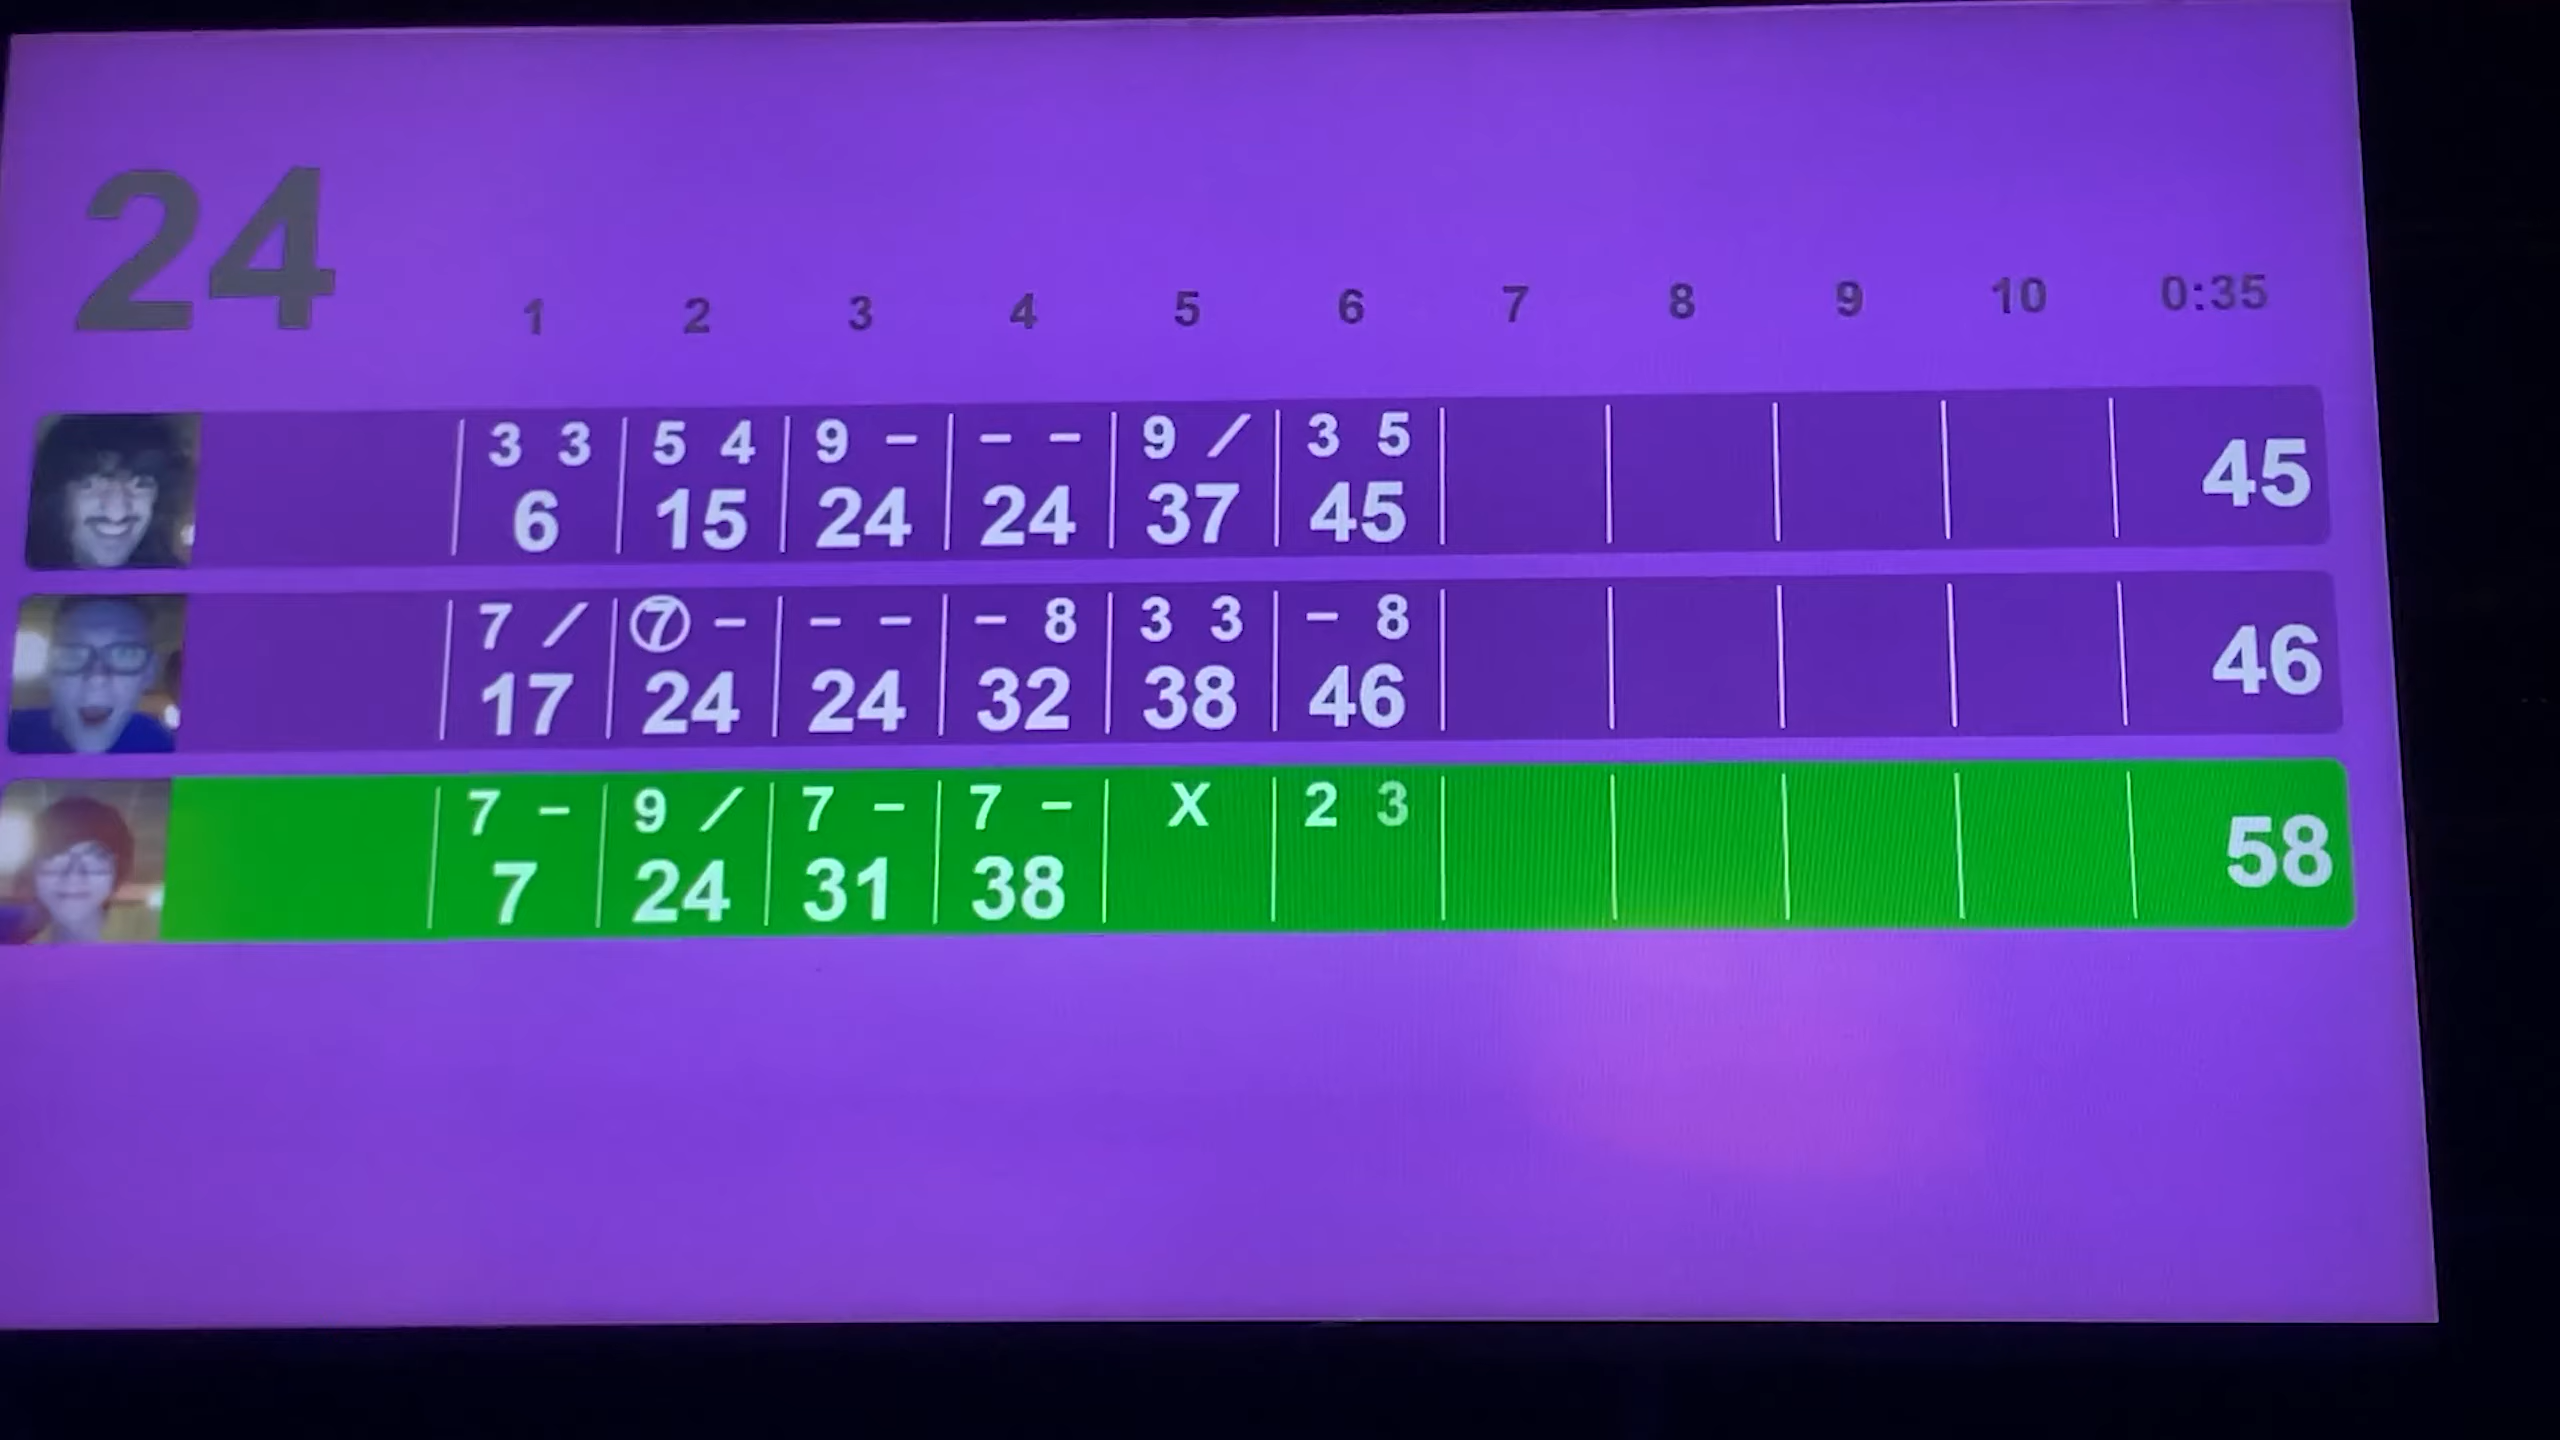 24
1 2 3 4 5 6 7 8 9 10 0:35
3 3 5 4 9 - - - 9 / 3 5
6 15 24 24 37 45 45
7 / ⑦ - - - - 8 3 3 - 8
17 24 24 32 38 46 46
7 - 9 / 7 - 7 - X 2 3
7 24 31 38 58